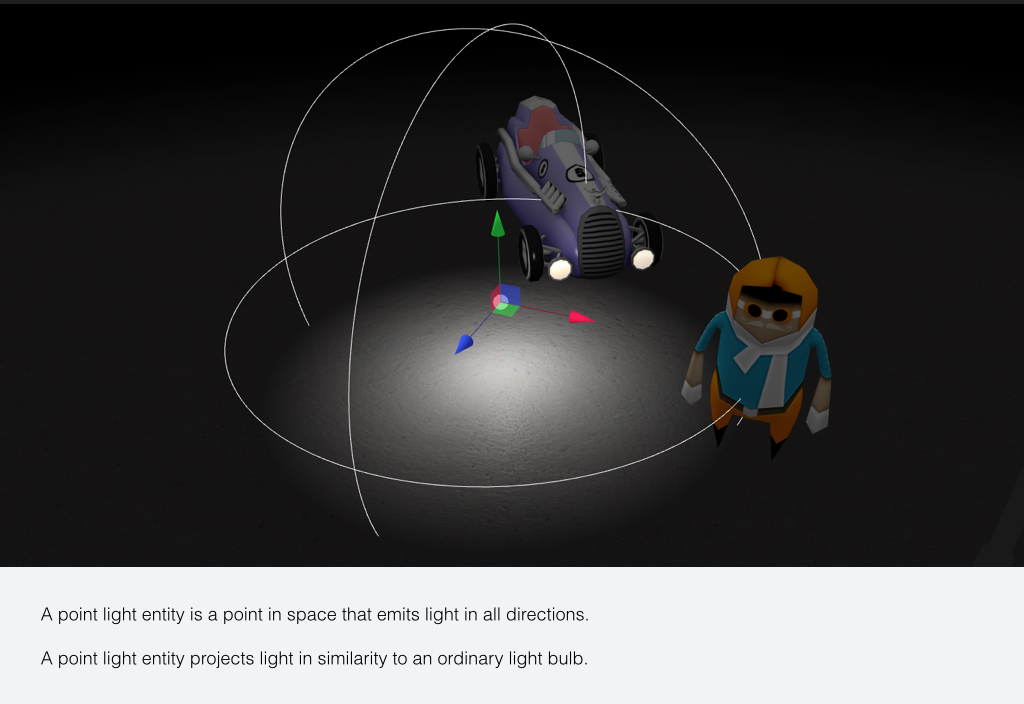 A point light entity is a point in space that emits light in all directions.
A point light entity projects light in similarity to an ordinary light bulb.